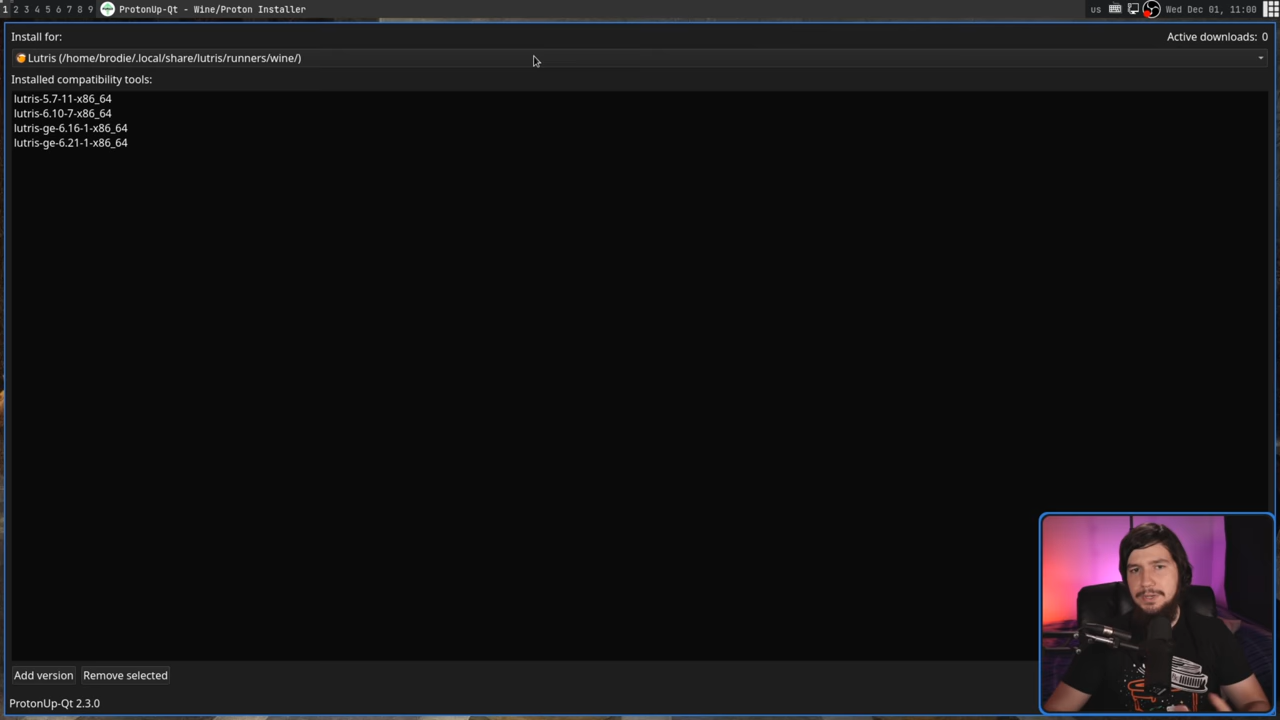 1 2 3 4 5 6 7 8 9 ProtonUp-Qt - Wine/Proton Installer us Wed Dec 01, 11:00
Install for: Active downloads: 0
Lutris (/home/brodie/.local/share/lutris/runners/wine/)
Installed compatibility tools:
lutris-5.7-11-x86_64
lutris-6.10-7-x86_64
lutris-ge-6.16-1-x86_64
lutris-ge-6.21-1-x86_64
Add version Remove selected
ProtonUp-Qt 2.3.0